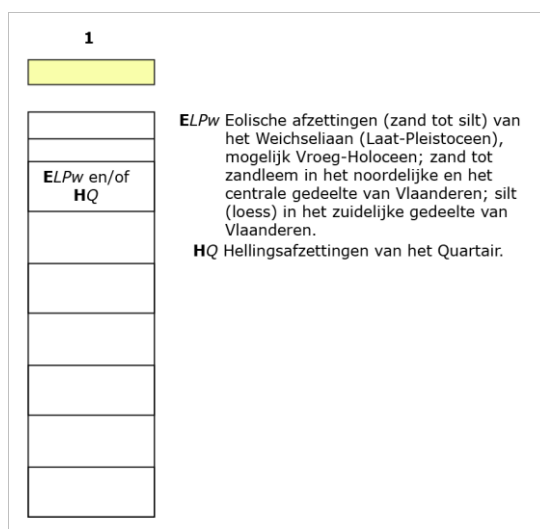 1
ELPw en/of
HQ
ELPw Eolische afzettingen (zand tot silt) van
het Weichseliaan (Laat-Pleistoceen),
mogelijk Vroeg-Holoceen; zand tot
zandleem in het noordelijke en het
centrale gedeelte van Vlaanderen; silt
(loess) in het zuidelijke gedeelte van
Vlaanderen.
HQ Hellingsafzettingen van het Quartair.